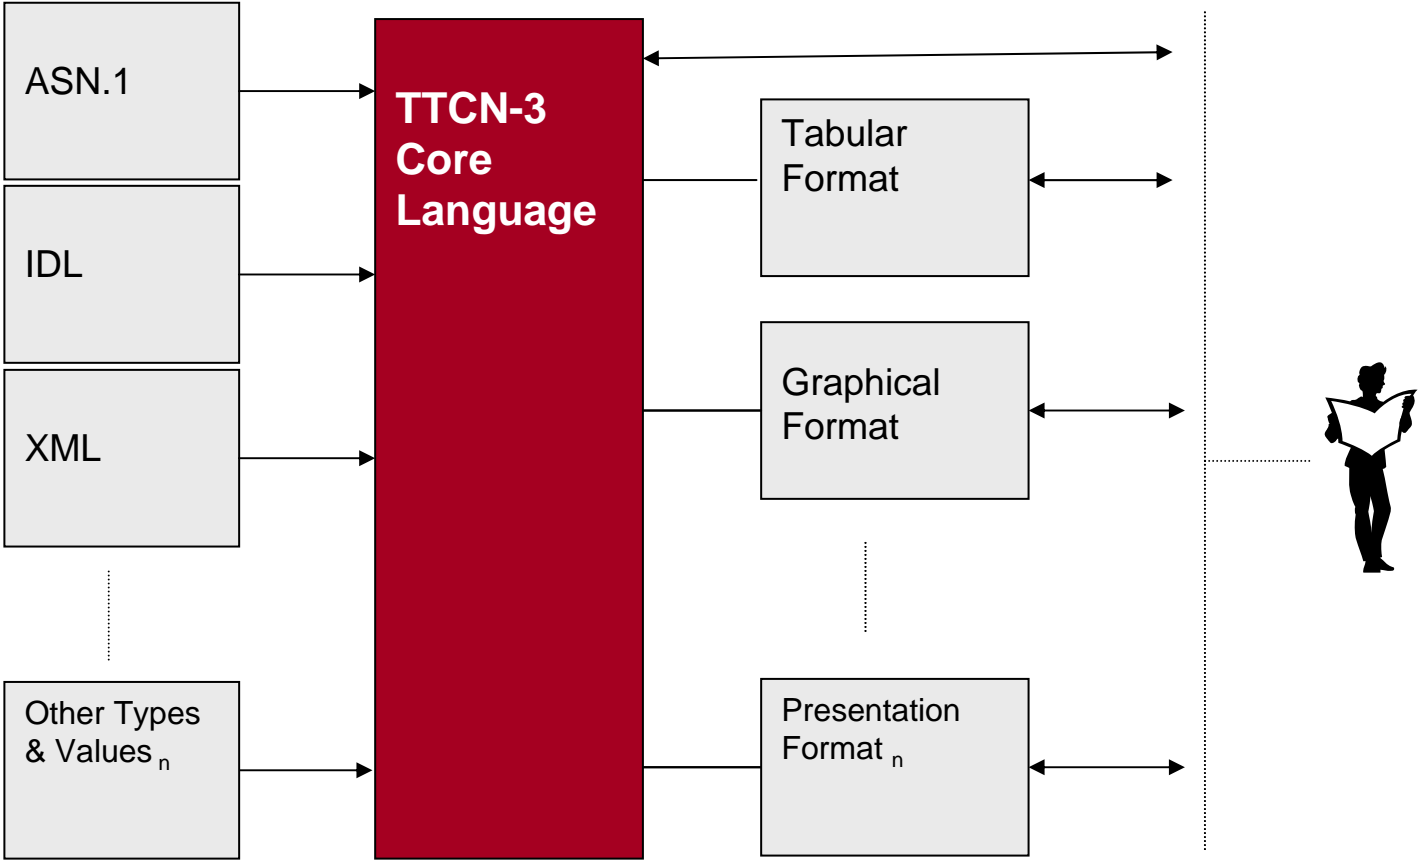 ASN.1
IDL
XML
Other Types
& Values n
TTCN-3
Core
Language
Tabular
Format
Graphical
Format
Presentation
Format n